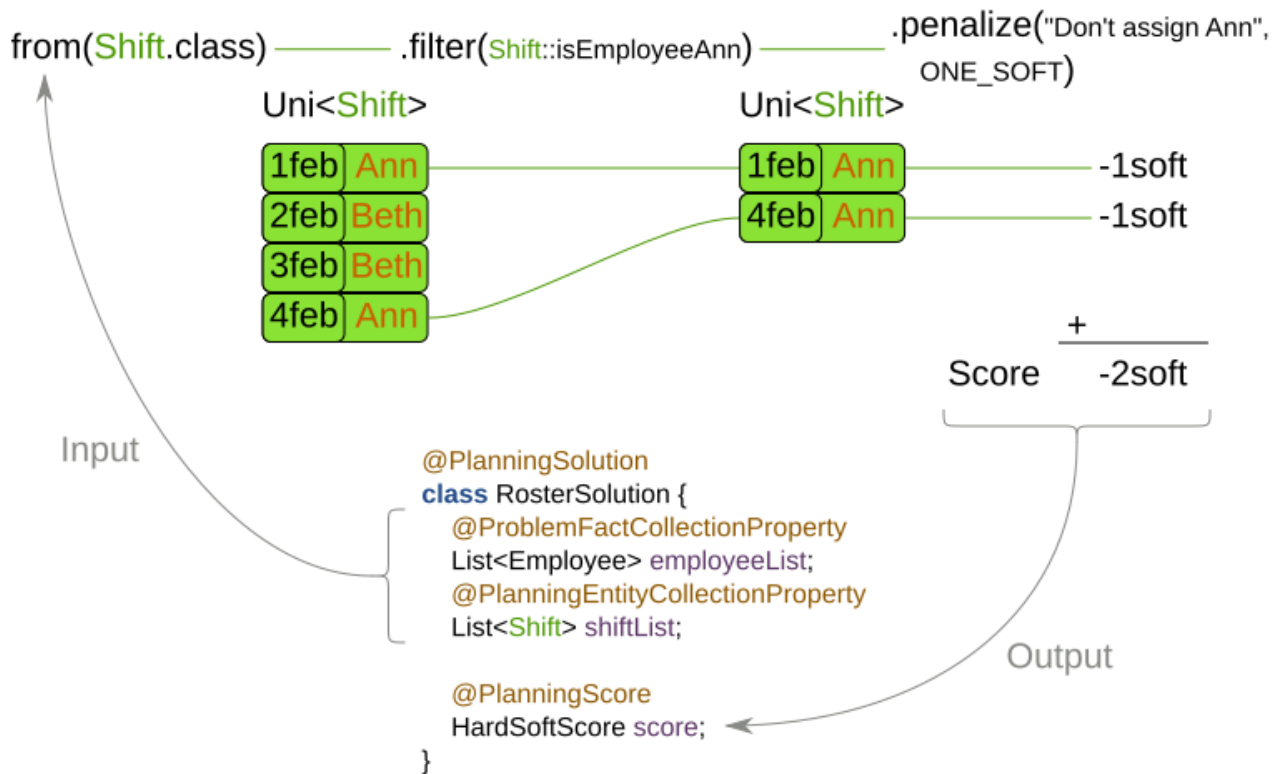 from(Shift.class) .filter(Shift::isEmployeeAnn) .penalize("Don't assign Ann",
ONE_SOFT)
Uni<Shift> Uni<Shift>
1feb Ann 1feb Ann -1soft
2feb Beth 4feb Ann -1soft
3feb Beth
4feb Ann
+
Score -2soft
Input
@PlanningSolution
class RosterSolution {
@ProblemFactCollectionProperty
List<Employee> employeeList;
@PlanningEntityCollectionProperty
List<Shift> shiftList;
Output
@PlanningScore
HardSoftScore score;
}